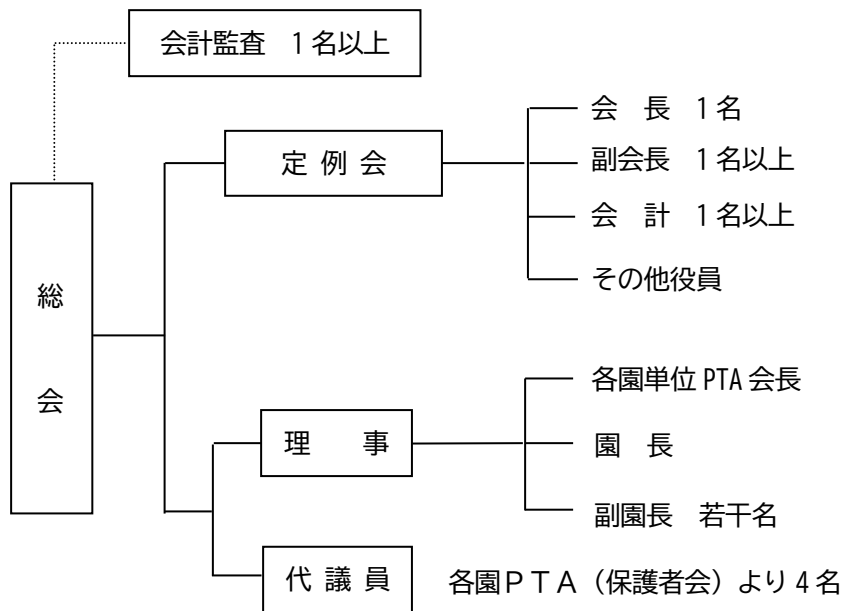 会計監査　1名以上
定例会
会　長　1名
副会長　1名以上
会　計　1名以上
その他役員
総会
各園単位 PTA 会長
理　事
園　長
副園長　若干名
代議員
各園ＰＴＡ（保護者会）より 4 名